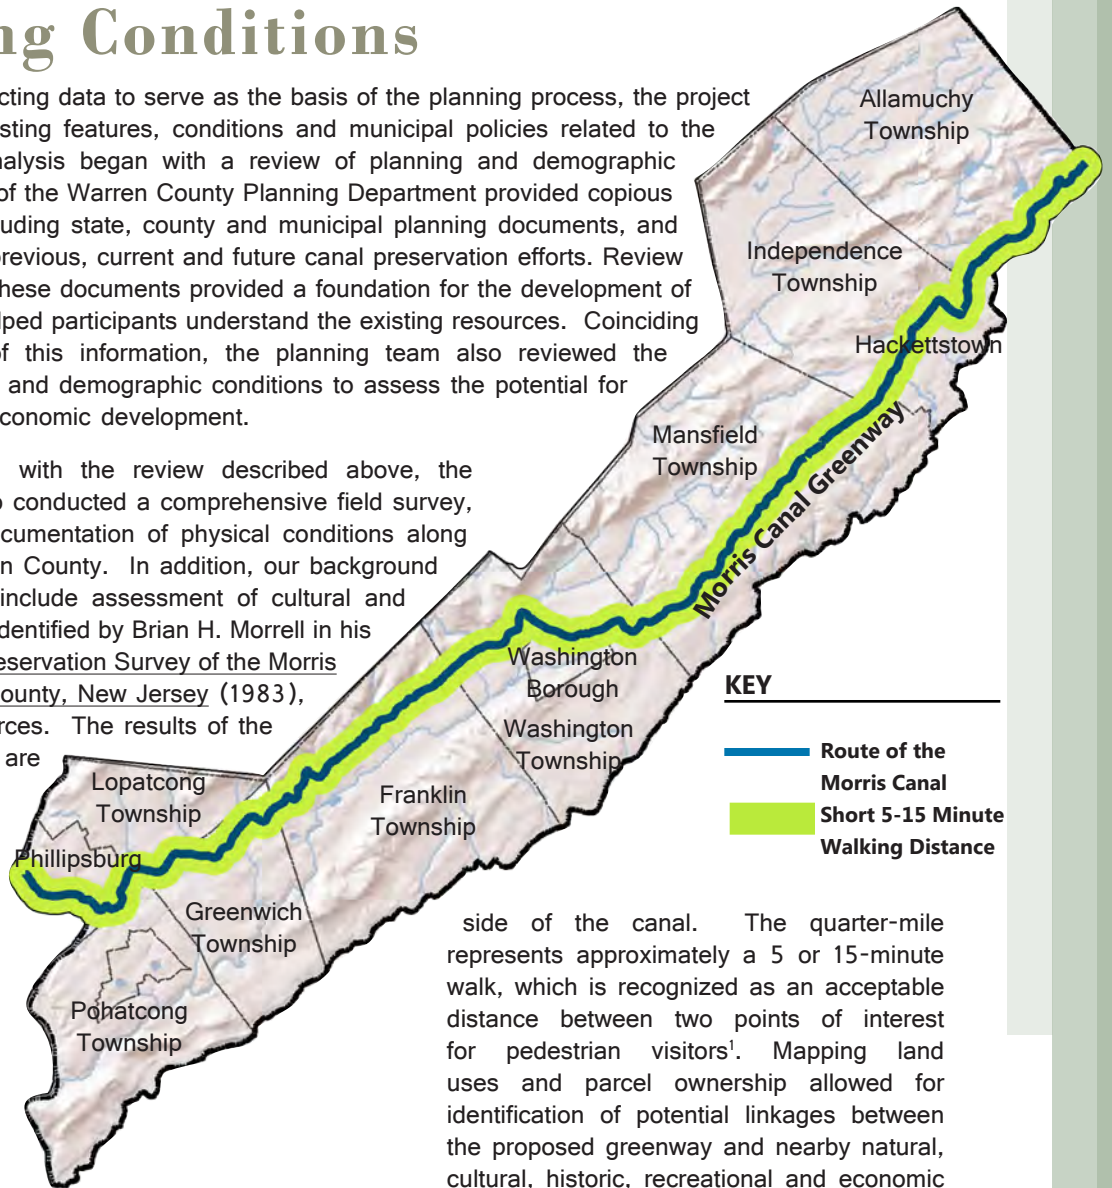 ng Conditions
cting data to serve as the basis of the planning process, the project
sting features, conditions and municipal policies related to the
nalysis began with a review of planning and demographic
of the Warren County Planning Department provided copious
uding state, county and municipal planning documents, and
previous, current and future canal preservation efforts. Review
hese documents provided a foundation for the development of
lped participants understand the existing resources. Coinciding
of this information, the planning team also reviewed the
and demographic conditions to assess the potential for
economic development.
with the review described above, the
o conducted a comprehensive field survey,
cumentation of physical conditions along
n County. In addition, our background
include assessment of cultural and
dentified by Brian H. Morrell in his
eservation Survey of the Morris
ounty, New Jersey (1983),
rces. The results of the
are
Allamuchy
Township
Independence
Township
Hackettstown
Mansfield
Township
Morris Canal Greenway
Washington
Borough
Washington
Township
Franklin
Township
Lopatcong
Township
Phillipsburg
Greenwich
Township
Pohatcong
Township
KEY
Route of the
Morris Canal
Short 5-15 Minute
Walking Distance
side of the canal. The quarter-mile
represents approximately a 5 or 15-minute
walk, which is recognized as an acceptable
distance between two points of interest
for pedestrian visitors¹. Mapping land
uses and parcel ownership allowed for
identification of potential linkages between
the proposed greenway and nearby natural,
cultural, historic, recreational and economic